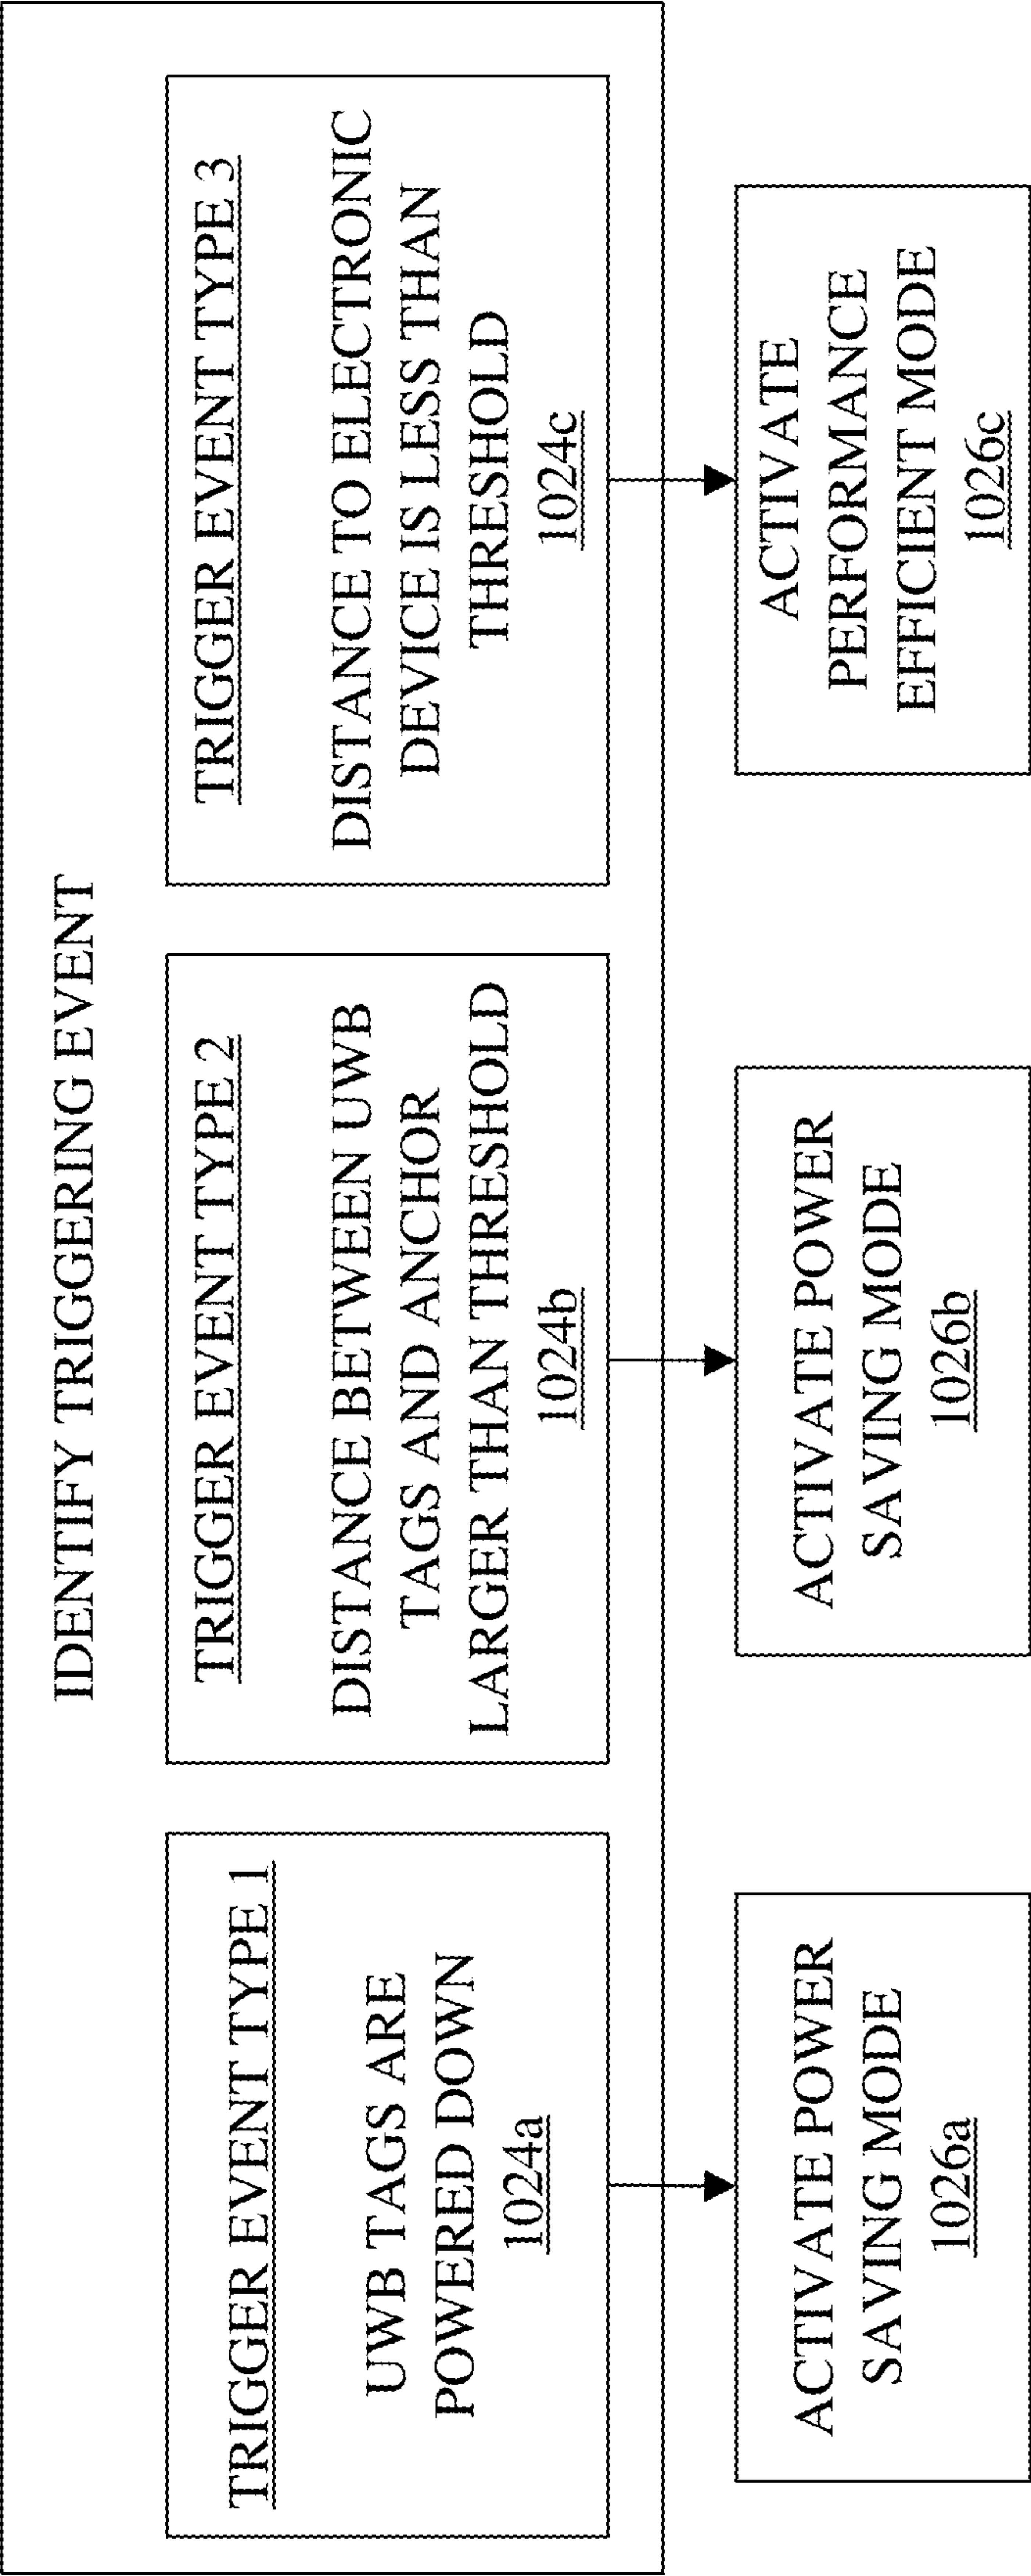 IDENTIFY TRIGGERING EVENT
TRIGGER EVENT TYPE 1
UWB TAGS ARE
POWERED DOWN
1024a
TRIGGER EVENT TYPE 2
DISTANCE BETWEEN UWB
TAGS AND ANCHOR
LARGER THAN THRESHOLD
1024b
TRIGGER EVENT TYPE 3
DISTANCE TO ELECTRONIC
DEVICE IS LESS THAN
THRESHOLD
1024c
ACTIVATE POWER
SAVING MODE
1026a
ACTIVATE POWER
SAVING MODE
1026b
ACTIVATE
PERFORMANCE
EFFICIENT MODE
1026c